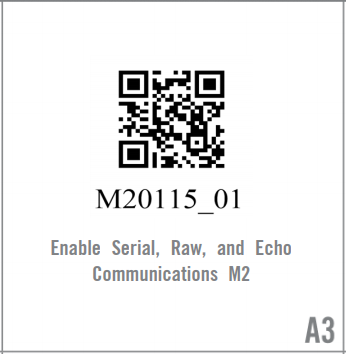 M20115_01
Enable Serial, Raw, and Echo
Communications M2
A3